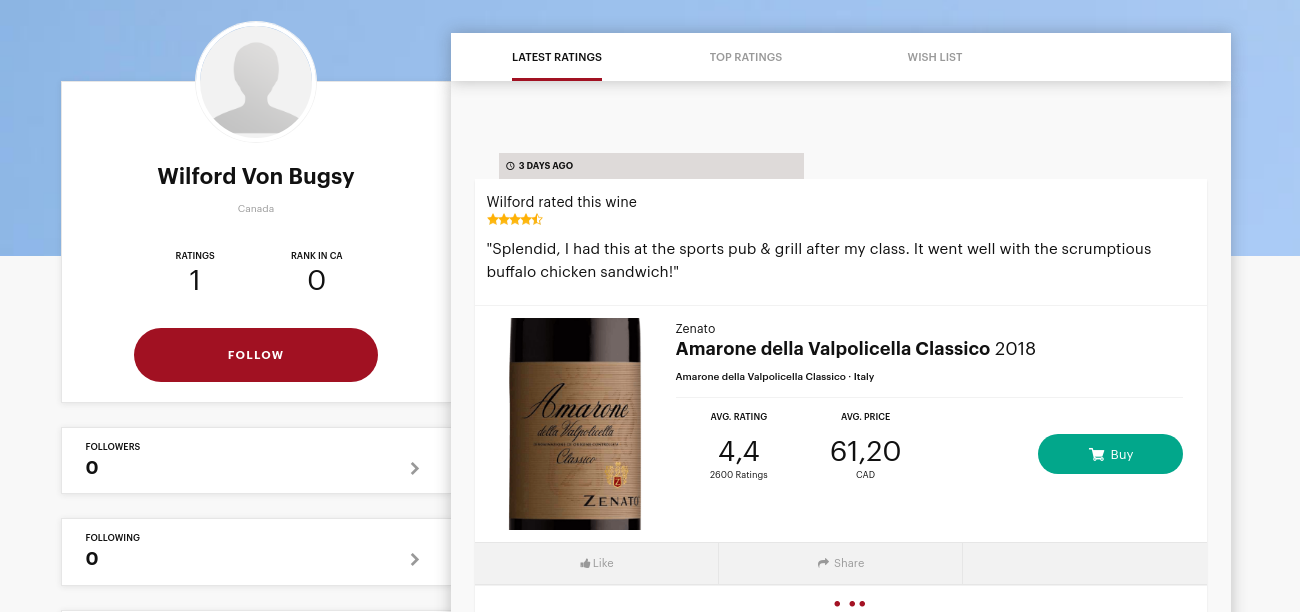 LATEST RATINGS
TOP RATINGS
WISH LIST
Wilford Von Bugsy
Canada
RATINGS
1
RANK IN CA
0
FOLLOW
FOLLOWERS
0
FOLLOWING
0
3 DAYS AGO
Wilford rated this wine
"Splendid, I had this at the sports pub & grill after my class. It went well with the scrumptious
buffalo chicken sandwich!"
Amarone
della Valpolicella
Classico
ZENATO
Zenato
Amarone della Valpolicella Classico 2018
Amarone della Valpolicella Classico · Italy
AVG. RATING
4,4
2600 Ratings
AVG. PRICE
61,20
CAD
Buy
Like
Share